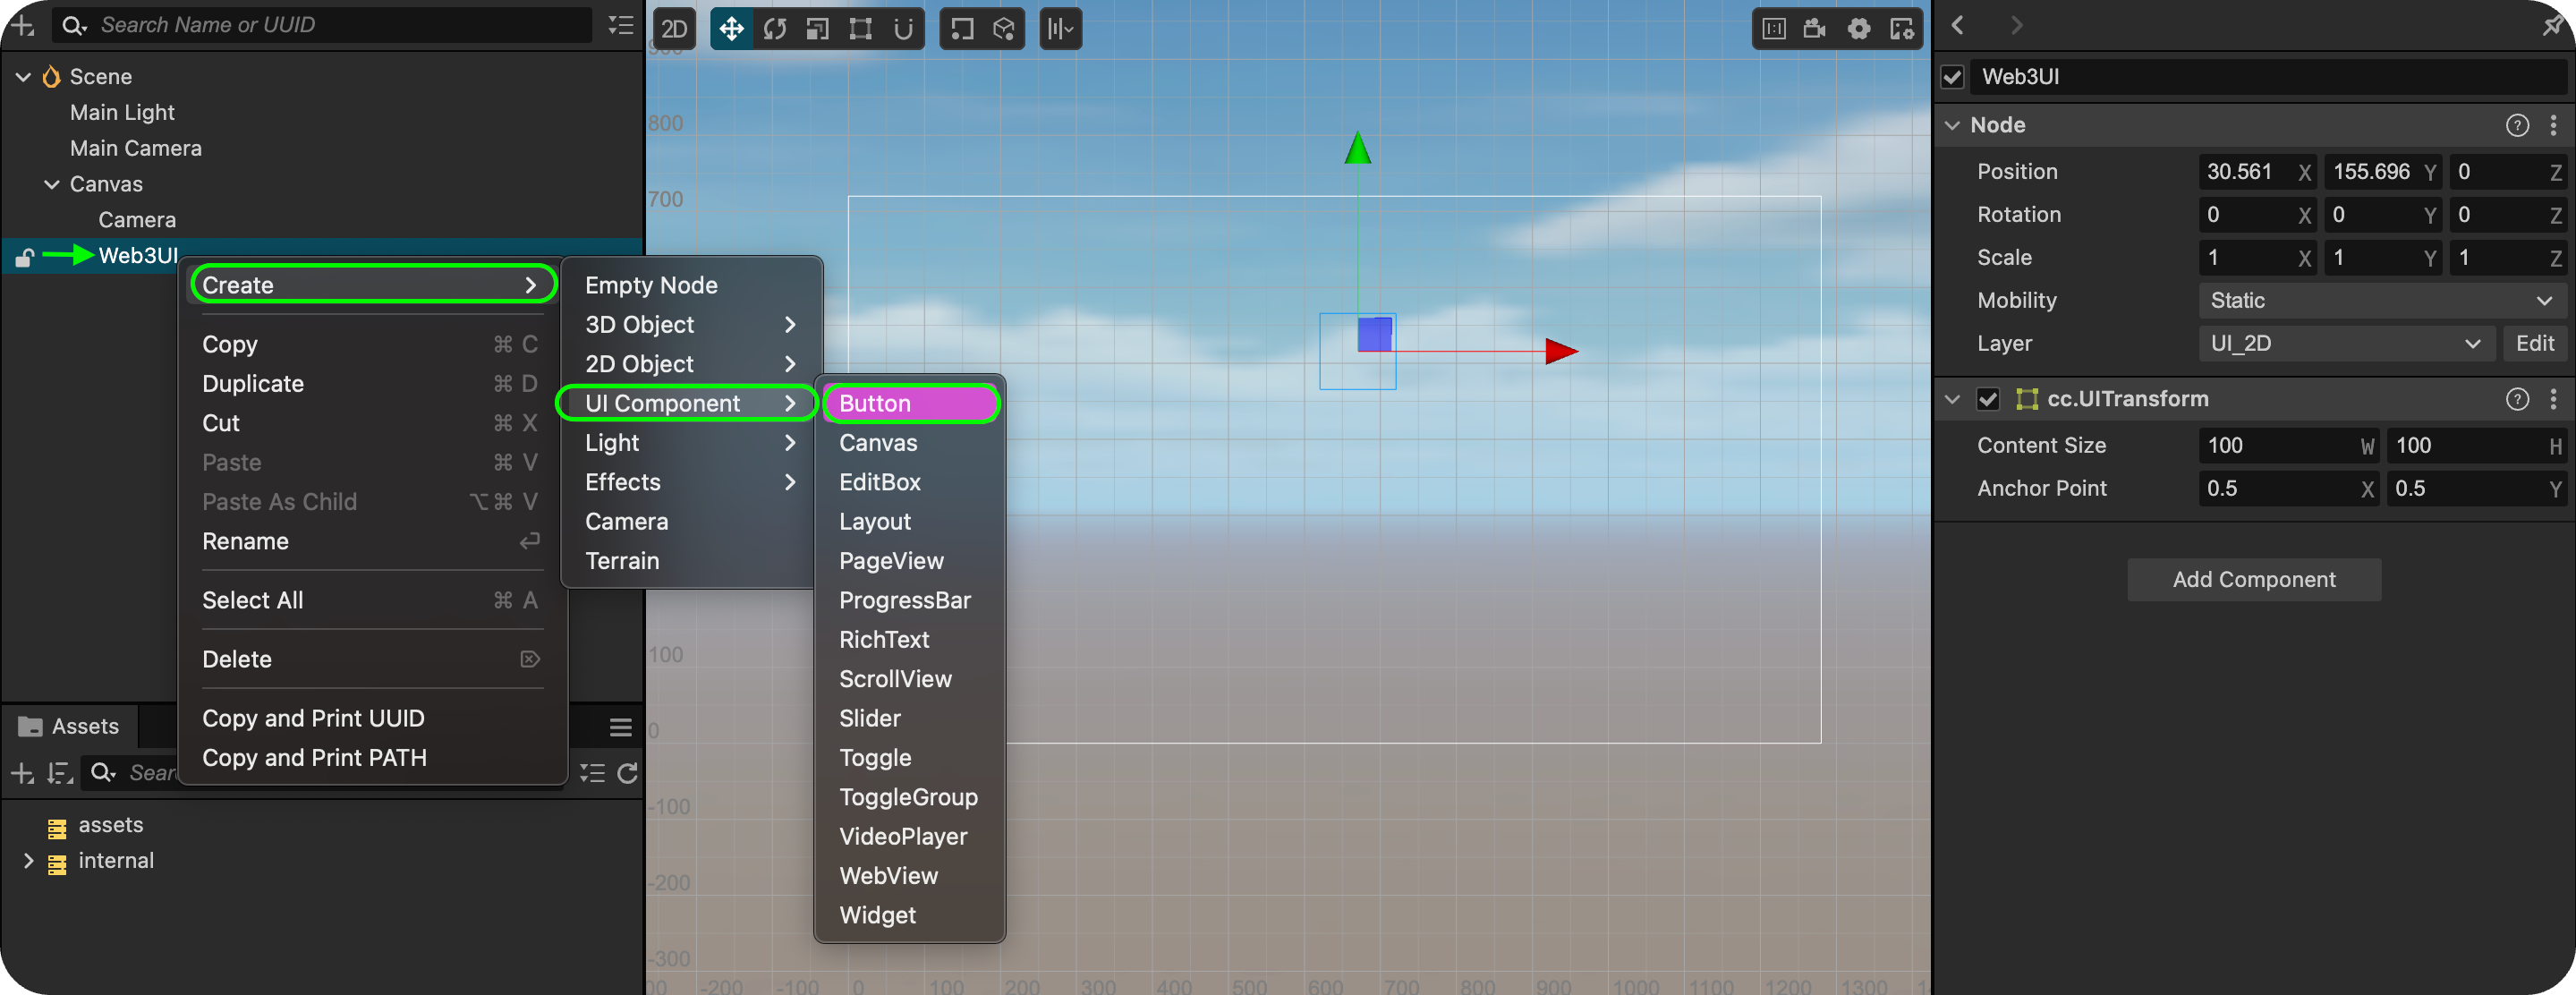 Search Name or UUID
Scene
Main Light
Main Camera
Canvas
Camera
Web3UI
Create
Copy ⌘ C
Duplicate ⌘ D
Cut ⌘ X
Paste ⌘ V
Paste As Child ⌥⌘ V
Rename
Select All ⌘ A
Delete
Copy and Print UUID
Copy and Print PATH
Empty Node
3D Object
2D Object
UI Component
Light
Effects
Camera
Terrain
Button
Canvas
EditBox
Layout
PageView
ProgressBar
RichText
ScrollView
Slider
Toggle
ToggleGroup
VideoPlayer
WebView
Widget
Assets
assets
internal
2D
900
800
700
100
0
-100
-200
-300
-200 -100 0 100 200 300 400 500 600 700 800 900 1000 1100 1200 1300
Web3UI
Node
Position 30.561 X 155.696 Y 0 Z
Rotation 0 X 0 Y 0 Z
Scale 1 X 1 Y 1 Z
Mobility Static
Layer UI_2D Edit
cc.UITransform
Content Size 100 W 100 H
Anchor Point 0.5 X 0.5 Y
Add Component